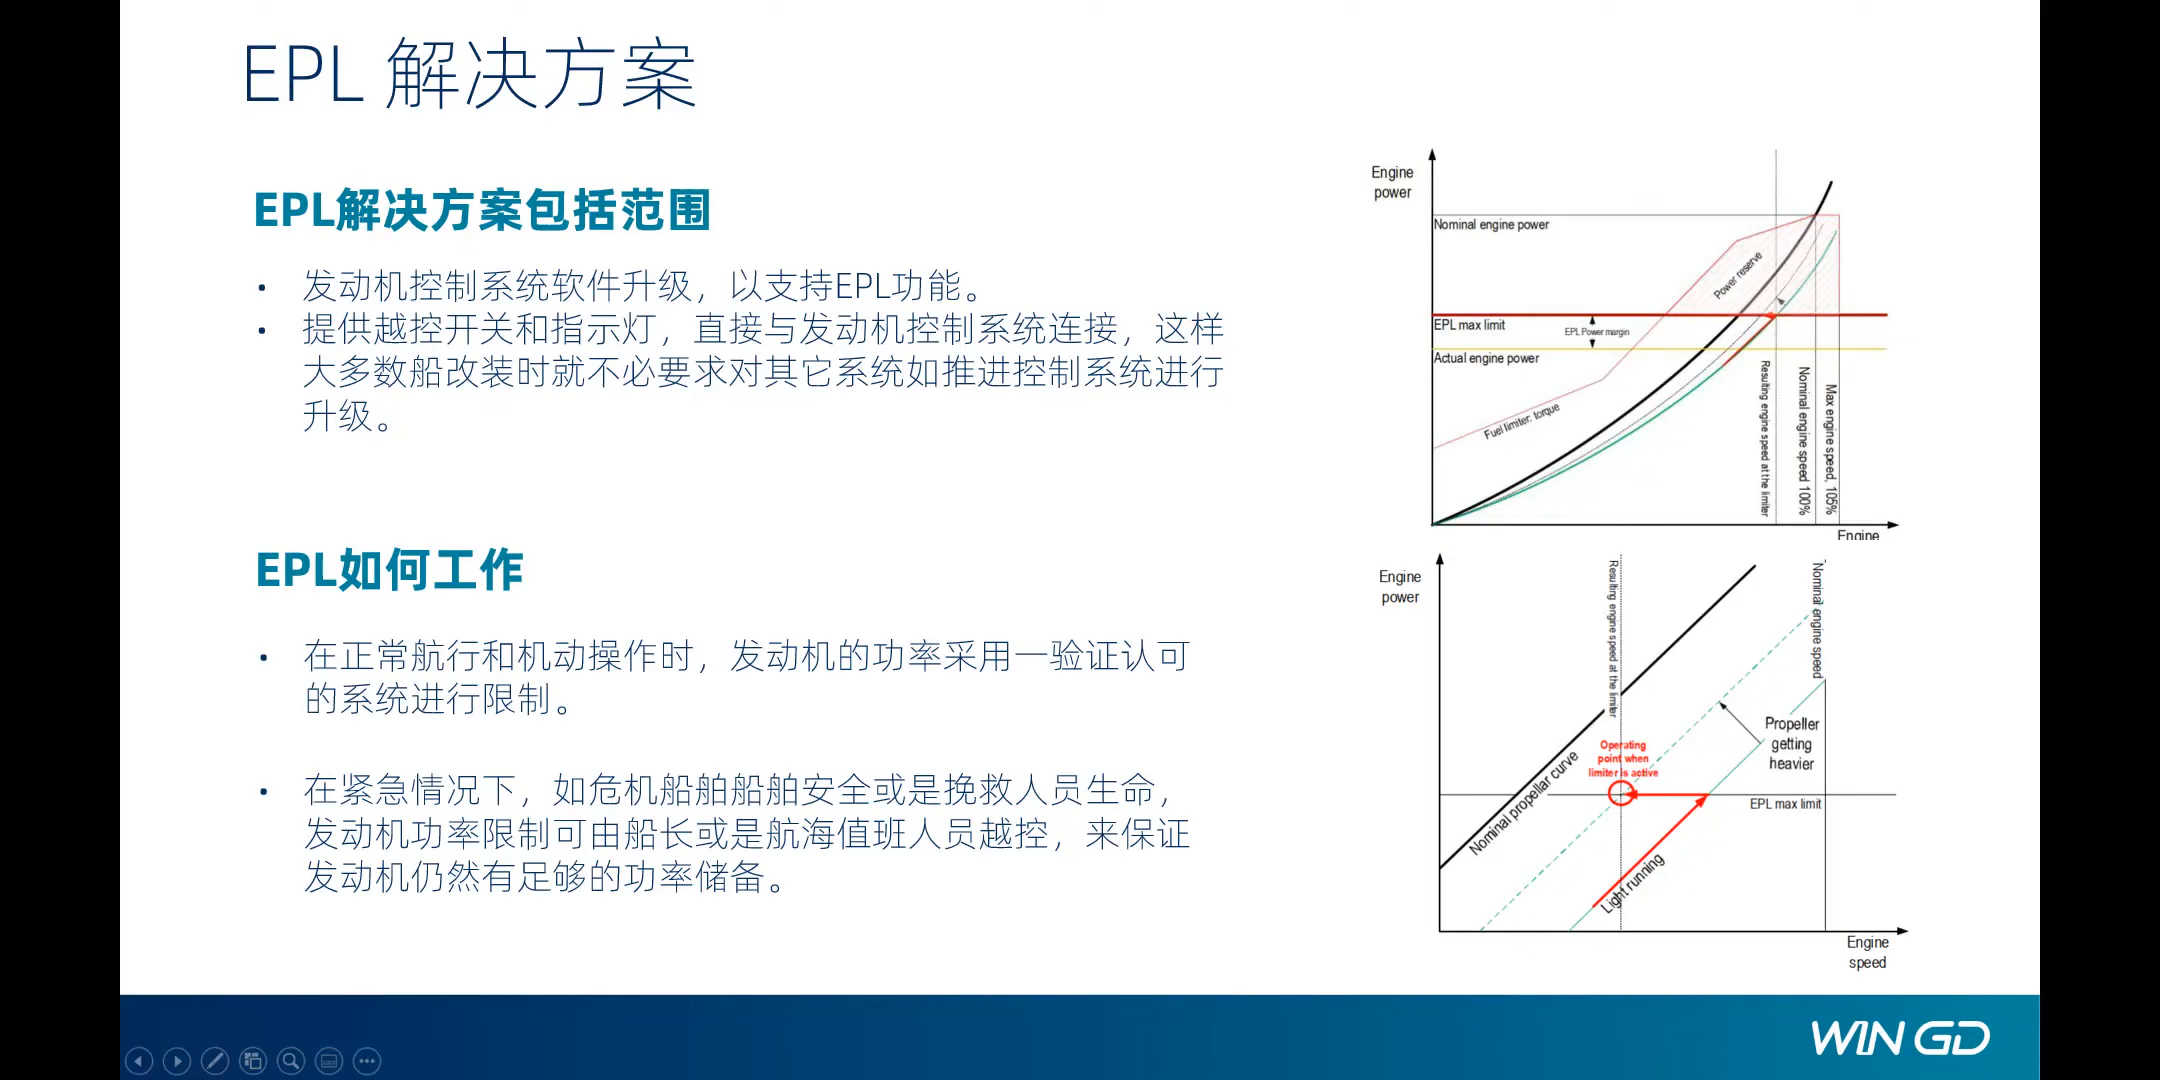 EPL 解决方案
EPL解决方案包括范围
• 发动机控制系统软件升级，以支持EPL功能。
• 提供越控开关和指示灯，直接与发动机控制系统连接，这样
大多数船改装时就不必要求对其它系统如推进控制系统进行
升级。
EPL如何工作
• 在正常航行和机动操作时，发动机的功率采用一验证认可
的系统进行限制。
• 在紧急情况下，如危机船舶船舶安全或是挽救人员生命，
发动机功率限制可由船长或是航海值班人员越控，来保证
发动机仍然有足够的功率储备。
Engine
power
Nominal engine power
Power reserve
EPL max limit
EPL Power margin
Actual engine power
Fuel limiter: torque
Resulting engine speed at the limiter
Nominal engine speed 100%
Max engine speed, 105%
Engine
Engine
power
Resulting engine speed at the limiter
Nominal engine speed
Propeller
getting
heavier
Operating
point when
limiter is active
Nominal propellar curve
EPL max limit
Light running
Engine
speed
WIN GD